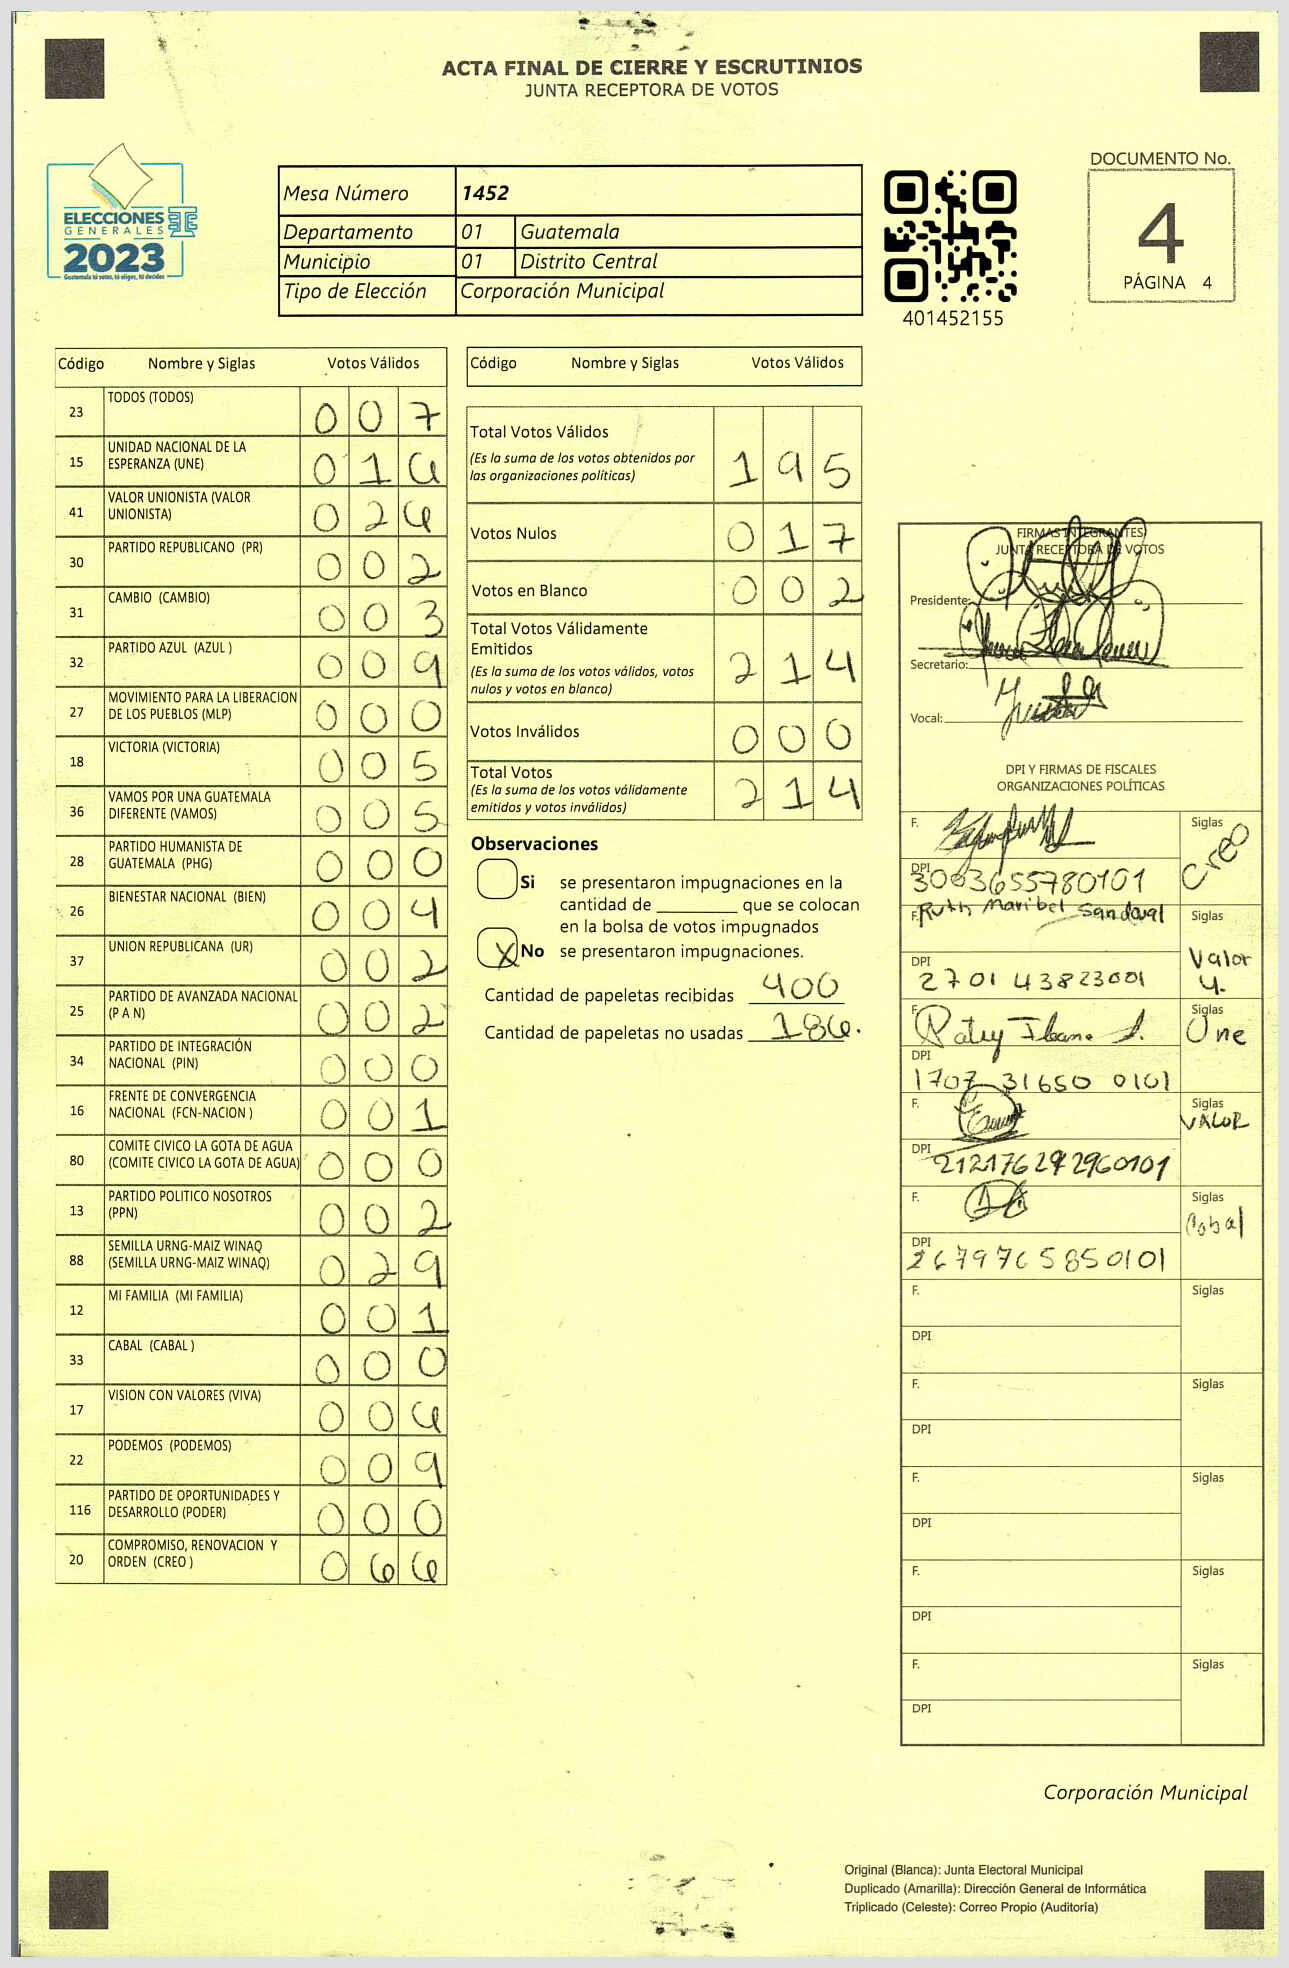 ACTA FINAL DE CIERRE Y ESCRUTINIOS
JUNTA RECEPTORA DE VOTOS
ELECCIONES
GENERALES
2023
Guatemala tú votas, tú eliges, tú decides
Mesa Número 1452
Departamento 01 Guatemala
Municipio 01 Distrito Central
Tipo de Elección Corporación Municipal
401452155
DOCUMENTO No.
4
PÁGINA 4
Código Nombre y Siglas Votos Válidos
23 TODOS (TODOS) 0 0 7
15 UNIDAD NACIONAL DE LA ESPERANZA (UNE) 0 1 6
41 VALOR UNIONISTA (VALOR UNIONISTA) 0 2 6
30 PARTIDO REPUBLICANO (PR) 0 0 2
31 CAMBIO (CAMBIO) 0 0 3
32 PARTIDO AZUL (AZUL ) 0 0 9
27 MOVIMIENTO PARA LA LIBERACION DE LOS PUEBLOS (MLP) 0 0 0
18 VICTORIA (VICTORIA) 0 0 5
36 VAMOS POR UNA GUATEMALA DIFERENTE (VAMOS) 0 0 5
28 PARTIDO HUMANISTA DE GUATEMALA (PHG) 0 0 0
26 BIENESTAR NACIONAL (BIEN) 0 0 4
37 UNION REPUBLICANA (UR) 0 0 2
25 PARTIDO DE AVANZADA NACIONAL (P A N) 0 0 2
34 PARTIDO DE INTEGRACIÓN NACIONAL (PIN) 0 0 0
16 FRENTE DE CONVERGENCIA NACIONAL (FCN-NACION ) 0 0 1
80 COMITE CIVICO LA GOTA DE AGUA (COMITE CIVICO LA GOTA DE AGUA) 0 0 0
13 PARTIDO POLITICO NOSOTROS (PPN) 0 0 2
88 SEMILLA URNG-MAIZ WINAQ (SEMILLA URNG-MAIZ WINAQ) 0 2 9
12 MI FAMILIA (MI FAMILIA) 0 0 1
33 CABAL (CABAL ) 0 0 0
17 VISION CON VALORES (VIVA) 0 0 6
22 PODEMOS (PODEMOS) 0 0 9
116 PARTIDO DE OPORTUNIDADES Y DESARROLLO (PODER) 0 0 0
20 COMPROMISO, RENOVACION Y ORDEN (CREO ) 0 6 6
Código Nombre y Siglas Votos Válidos
Total Votos Válidos 1 9 5
(Es la suma de los votos obtenidos por
las organizaciones políticas)
Votos Nulos 0 1 7
Votos en Blanco 0 0 2
Total Votos Válidamente
Emitidos 2 1 4
(Es la suma de los votos válidos, votos
nulos y votos en blanco)
Votos Inválidos 0 0 0
Total Votos 2 1 4
(Es la suma de los votos válidamente
emitidos y votos inválidos)
Observaciones
Si se presentaron impugnaciones en la
cantidad de ________ que se colocan
en la bolsa de votos impugnados
X No se presentaron impugnaciones.
Cantidad de papeletas recibidas 400
Cantidad de papeletas no usadas 186.
FIRMAS INTEGRANTES
JUNTA RECEPTORA DE VOTOS
Presidente:
Secretario:
Vocal:
DPI Y FIRMAS DE FISCALES
ORGANIZACIONES POLÍTICAS
F. Siglas Creo
DPI 3003655780101
F. Ruth Maribel Sandoval Siglas Valor U.
DPI 2701 43823001
F. Siglas Une
DPI 1707 31650 0101
F. Siglas VALOR
DPI
F. Siglas Cabal
DPI 2679765850101
F. Siglas
DPI
F. Siglas
DPI
F. Siglas
DPI
F. Siglas
DPI
F. Siglas
DPI
Corporación Municipal
Original (Blanca): Junta Electoral Municipal
Duplicado (Amarilla): Dirección General de Informática
Triplicado (Celeste): Correo Propio (Auditoría)